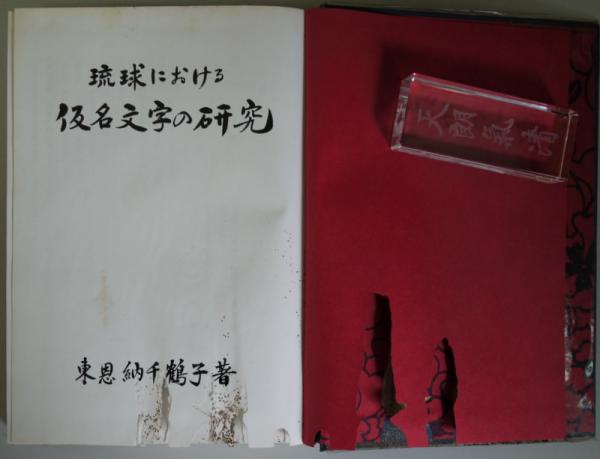 琉球における
仮名文字の研究
東恩納千鶴子著
天朗氣清